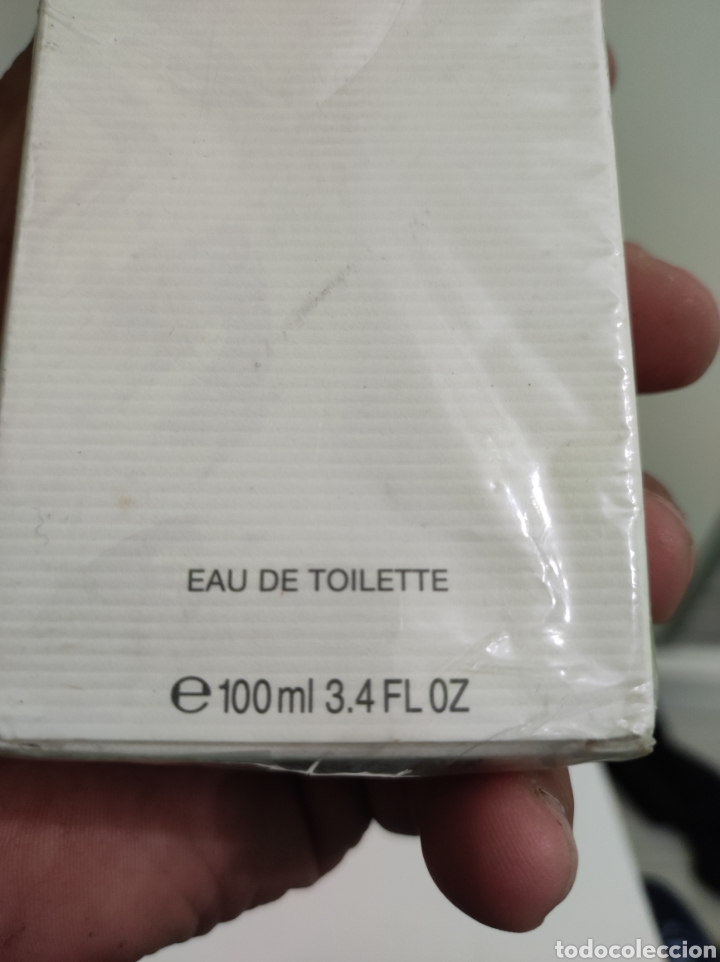 EAU DE TOILETTE
℮ 100ml 3.4 FL OZ
todocoleccion